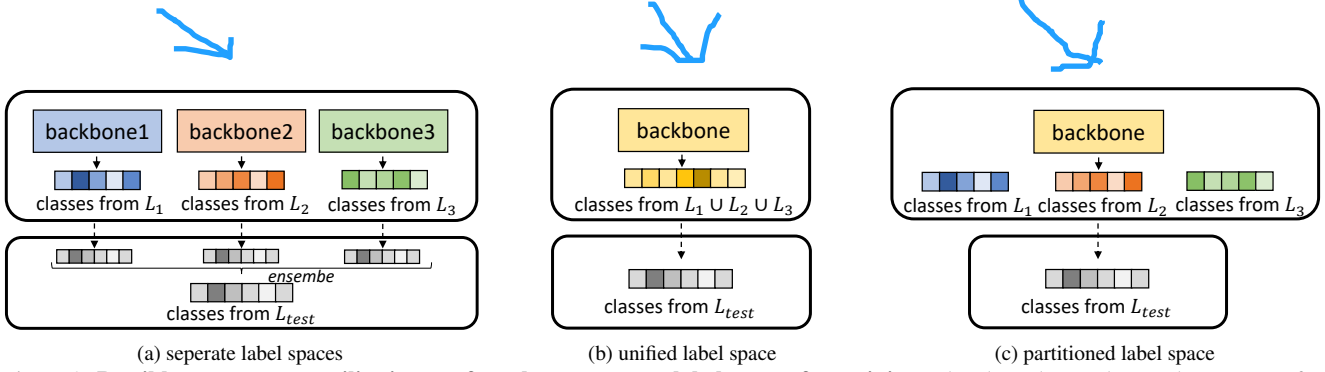 backbone1 backbone2 backbone3
classes from L1 classes from L2 classes from L3
ensembe
classes from Ltest
(a) seperate label spaces
backbone
classes from L1 ∪ L2 ∪ L3
classes from Ltest
(b) unified label space
backbone
classes from L1 classes from L2 classes from L3
classes from Ltest
(c) partitioned label space